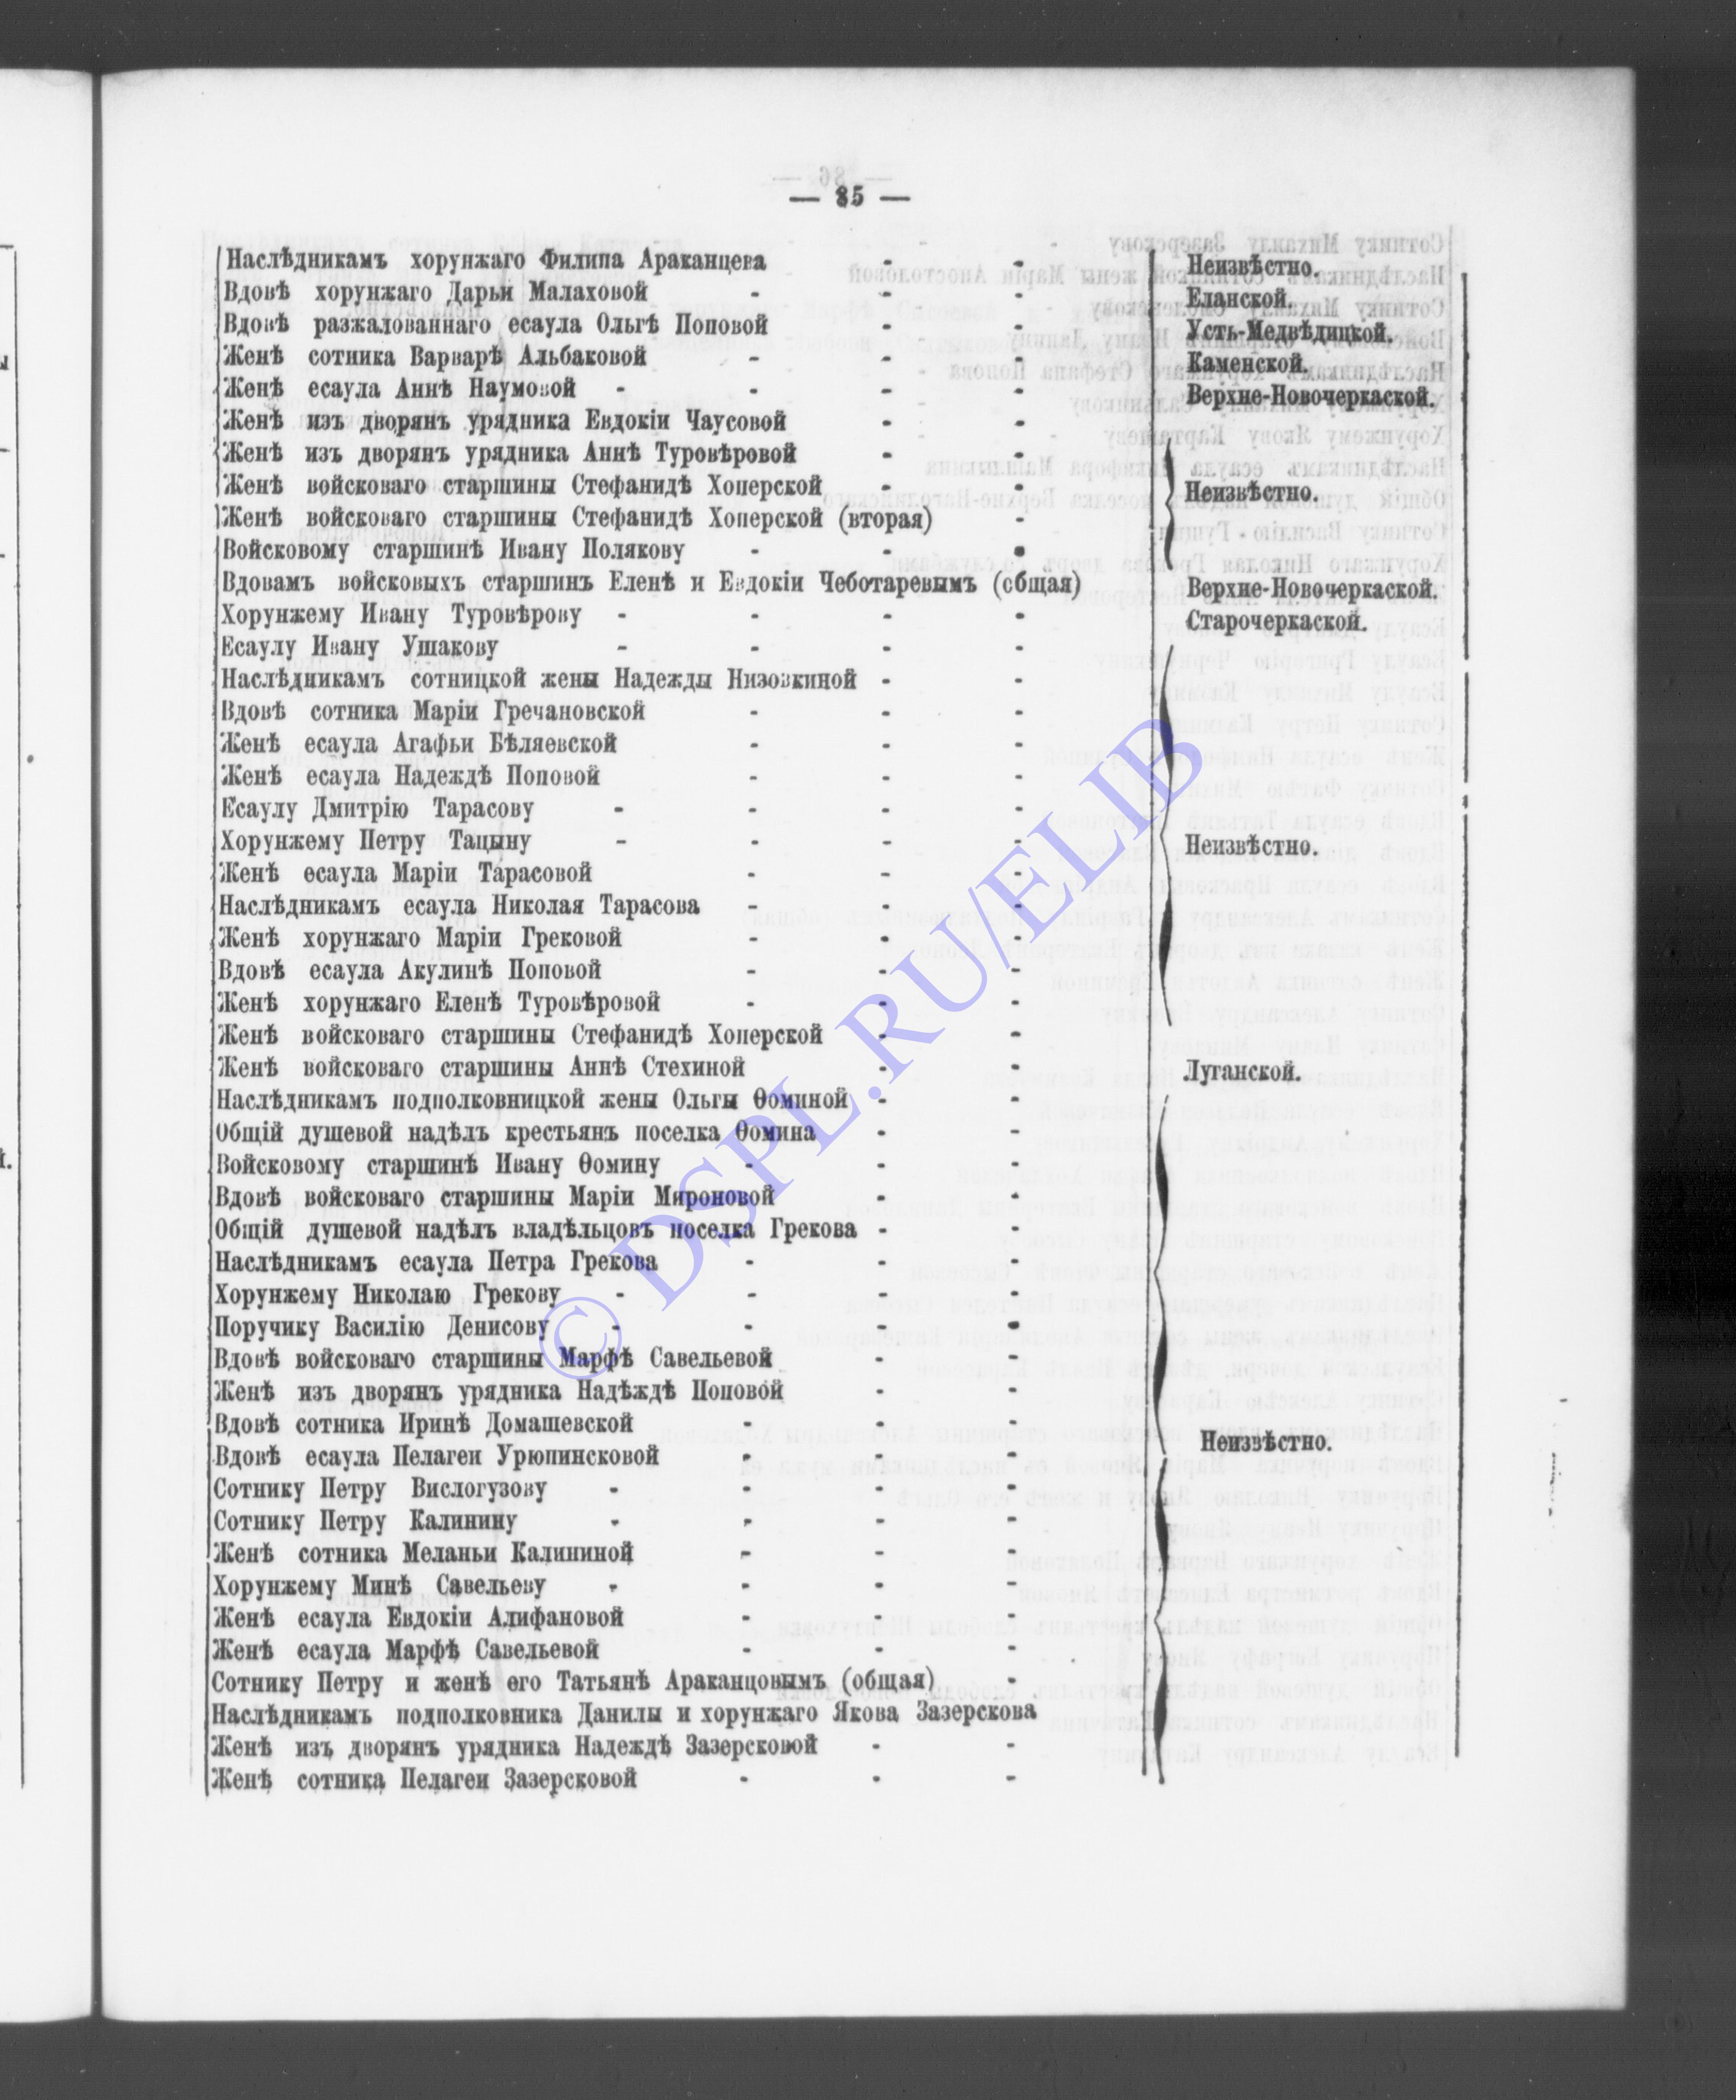 — 85 —
Наслѣдникамъ хорунжаго Филипа Араканцева - - Неизвѣстно.
Вдовѣ хорунжаго Дарьи Малаховой - - - Еланской.
Вдовѣ разжалованнаго есаула Ольгѣ Поповой - - Усть-Медвѣдицкой.
Женѣ сотника Варварѣ Альбаковой - - - Каменской.
Женѣ есаула Аннѣ Наумовой - - - - Верхне-Новочеркаской.
Женѣ изъ дворянъ урядника Евдокіи Чаусовой - -
Женѣ изъ дворянъ урядника Аннѣ Туровѣровой - -
Женѣ войсковаго старшины Стефанидѣ Хоперской - - Неизвѣстно.
Женѣ войсковаго старшины Стефанидѣ Хоперской (вторая) -
Войсковому старшинѣ Ивану Полякову - - -
Вдовамъ войсковыхъ старшинъ Еленѣ и Евдокіи Чеботаревымъ (общая) Верхне-Новочеркаской.
Хорунжему Ивану Туровѣрову - - - - Старочеркаской.
Есаулу Ивану Ушакову - - - -
Наслѣдникамъ сотницкой жены Надежды Низовкиной - -
Вдовѣ сотника Маріи Гречановской - - -
Женѣ есаула Агафьи Бѣляевской - - -
Женѣ есаула Надеждѣ Поповой - - -
Есаулу Дмитрію Тарасову - - - -
Хорунжему Петру Тацыну - - - - Неизвѣстно.
Женѣ есаула Маріи Тарасовой - - -
Наслѣдникамъ есаула Николая Тарасова - - -
Женѣ хорунжаго Маріи Грековой - - -
Вдовѣ есаула Акулинѣ Поповой - - -
Женѣ хорунжаго Еленѣ Туровѣровой - - -
Женѣ войсковаго старшины Стефанидѣ Хоперской - -
Женѣ войсковаго старшины Аннѣ Стехиной - - Луганской.
Наслѣдникамъ подполковницкой жены Ольги Ѳоминой - -
Общій душевой надѣлъ крестьянъ поселка Ѳомина - -
Войсковому старшинѣ Ивану Ѳомину - - -
Вдовѣ войсковаго старшины Маріи Мироновой - -
Общій душевой надѣлъ владѣльцовъ поселка Грекова - -
Наслѣдникамъ есаула Петра Грекова - - -
Хорунжему Николаю Грекову - - - -
Поручику Василію Денисову - - - -
Вдовѣ войсковаго старшины Марфѣ Савельевой - -
Женѣ изъ дворянъ урядника Надѣждѣ Поповой - -
Вдовѣ сотника Иринѣ Домашевской - - -
Вдовѣ есаула Пелагеи Урюпинсковой - - - Неизвѣстно.
Сотнику Петру Вислогузову - - - -
Сотнику Петру Калинину - - - -
Женѣ сотника Меланьи Калининой - - -
Хорунжему Минѣ Савельеву - - - -
Женѣ есаула Евдокіи Алифановой - - -
Женѣ есаула Марфѣ Савельевой - - -
Сотнику Петру и женѣ его Татьянѣ Араканцовымъ (общая) -
Наслѣдникамъ подполковника Данилы и хорунжаго Якова Зазерскова
Женѣ изъ дворянъ урядника Надеждѣ Зазерсковой - -
Женѣ сотника Пелагеи Зазерсковой - - -
© DSPL.RU/ELIB